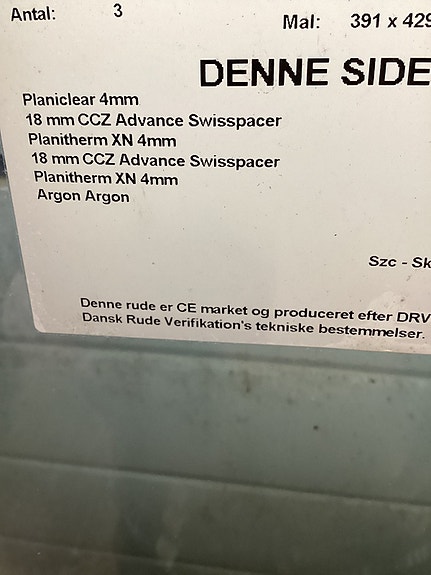 Antal: 3
Mal: 391 x 429
DENNE SIDE
Planiclear 4mm
18 mm CCZ Advance Swisspacer
Planitherm XN 4mm
18 mm CCZ Advance Swisspacer
Planitherm XN 4mm
Argon Argon
Szc - Sk
Denne rude er CE market og produceret efter DRV
Dansk Rude Verifikation's tekniske bestemmelser.